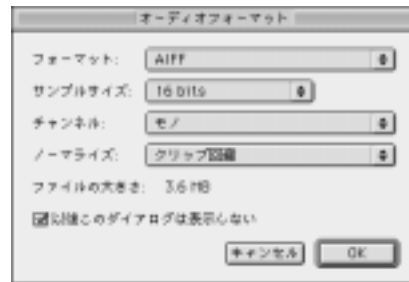 オーディオフォーマット
フォーマット: AIFF
サンプルサイズ: 16 bits
チャンネル: モノ
ノーマライズ: クリップ回避
ファイルの大きさ: 3.6 MB
以後このダイアログは表示しない
キャンセル OK